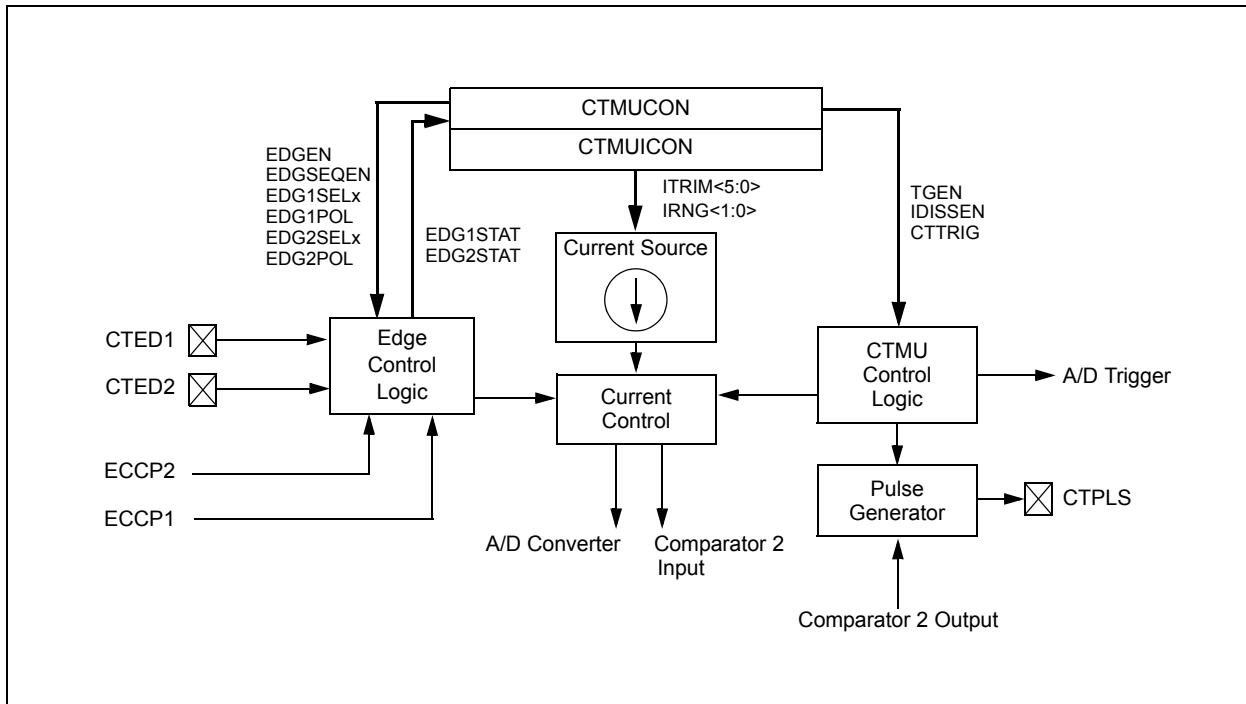 CTMUCON
CTMUICON
EDGEN
EDGSEQEN
EDG1SELx
EDG1POL
EDG2SELx
EDG2POL
EDG1STAT
EDG2STAT
ITRIM<5:0>
IRNG<1:0>
TGEN
IDISSEN
CTTRIG
Current Source
CTED1
CTED2
Edge
Control
Logic
Current
Control
CTMU
Control
Logic
A/D Trigger
ECCP2
ECCP1
Pulse
Generator
CTPLS
A/D Converter
Comparator 2
Input
Comparator 2 Output